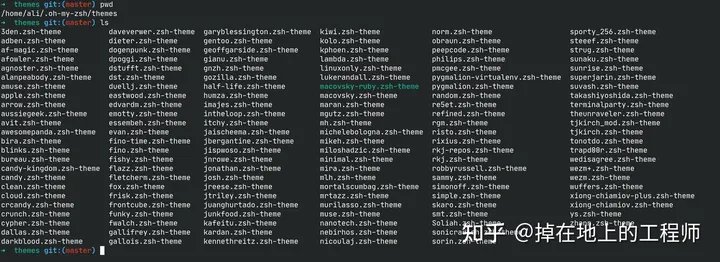 ➜ themes git:(master) pwd
/home/ali/.oh-my-zsh/themes
➜ themes git:(master) ls
3den.zsh-theme daveverwer.zsh-theme garyblessington.zsh-theme kiwi.zsh-theme norm.zsh-theme sporty_256.zsh-theme
adben.zsh-theme dieter.zsh-theme gentoo.zsh-theme kolo.zsh-theme obraun.zsh-theme steeef.zsh-theme
af-magic.zsh-theme dogenpunk.zsh-theme geoffgarside.zsh-theme kphoen.zsh-theme peepcode.zsh-theme strug.zsh-theme
afowler.zsh-theme dpoggi.zsh-theme gianu.zsh-theme lambda.zsh-theme philips.zsh-theme sunaku.zsh-theme
agnoster.zsh-theme dstufft.zsh-theme gnzh.zsh-theme linuxonly.zsh-theme pmcgee.zsh-theme sunrise.zsh-theme
alanpeabody.zsh-theme dst.zsh-theme gozilla.zsh-theme lukerandall.zsh-theme pygmalion-virtualenv.zsh-theme superjarin.zsh-theme
amuse.zsh-theme duellj.zsh-theme half-life.zsh-theme macovsky-ruby.zsh-theme pygmalion.zsh-theme suvash.zsh-theme
apple.zsh-theme eastwood.zsh-theme humza.zsh-theme macovsky.zsh-theme random.zsh-theme takashiyoshida.zsh-theme
arrow.zsh-theme edvardm.zsh-theme imajes.zsh-theme maran.zsh-theme re5et.zsh-theme terminalparty.zsh-theme
aussiegeek.zsh-theme emotty.zsh-theme intheloop.zsh-theme mgutz.zsh-theme refined.zsh-theme theunraveler.zsh-theme
avit.zsh-theme essembeh.zsh-theme itchy.zsh-theme mh.zsh-theme rgm.zsh-theme tjkirch_mod.zsh-theme
awesomepanda.zsh-theme evan.zsh-theme jaischeema.zsh-theme michelebologna.zsh-theme risto.zsh-theme tjkirch.zsh-theme
bira.zsh-theme fino-time.zsh-theme jbergantine.zsh-theme mikeh.zsh-theme rixius.zsh-theme tonotdo.zsh-theme
blinks.zsh-theme fino.zsh-theme jispwoso.zsh-theme miloshadzic.zsh-theme rkj-repos.zsh-theme trapd00r.zsh-theme
bureau.zsh-theme fishy.zsh-theme jnrowe.zsh-theme minimal.zsh-theme rkj.zsh-theme wedisagree.zsh-theme
candy-kingdom.zsh-theme flazz.zsh-theme jonathan.zsh-theme mira.zsh-theme robbyrussell.zsh-theme wezm+.zsh-theme
candy.zsh-theme fletcherm.zsh-theme josh.zsh-theme mlh.zsh-theme sammy.zsh-theme wezm.zsh-theme
clean.zsh-theme fox.zsh-theme jreese.zsh-theme mortalscumbag.zsh-theme simonoff.zsh-theme wuffers.zsh-theme
cloud.zsh-theme frisk.zsh-theme jtriley.zsh-theme mrtazz.zsh-theme simple.zsh-theme xiong-chiamiov-plus.zsh-theme
crcandy.zsh-theme frontcube.zsh-theme juanghurtado.zsh-theme murilasso.zsh-theme skaro.zsh-theme xiong-chiamiov.zsh-theme
crunch.zsh-theme funky.zsh-theme junkfood.zsh-theme muse.zsh-theme smt.zsh-theme ys.zsh-theme
cypher.zsh-theme fwalch.zsh-theme kafeitu.zsh-theme nanotech.zsh-theme Soliah.zsh-theme
dallas.zsh-theme gallifrey.zsh-theme kardan.zsh-theme nebirhos.zsh-theme
darkblood.zsh-theme gallois.zsh-theme kennethreitz.zsh-theme nicoulaj.zsh-theme sorin.zsh-theme
➜ themes git:(master)
知乎 @掉在地上的工程师